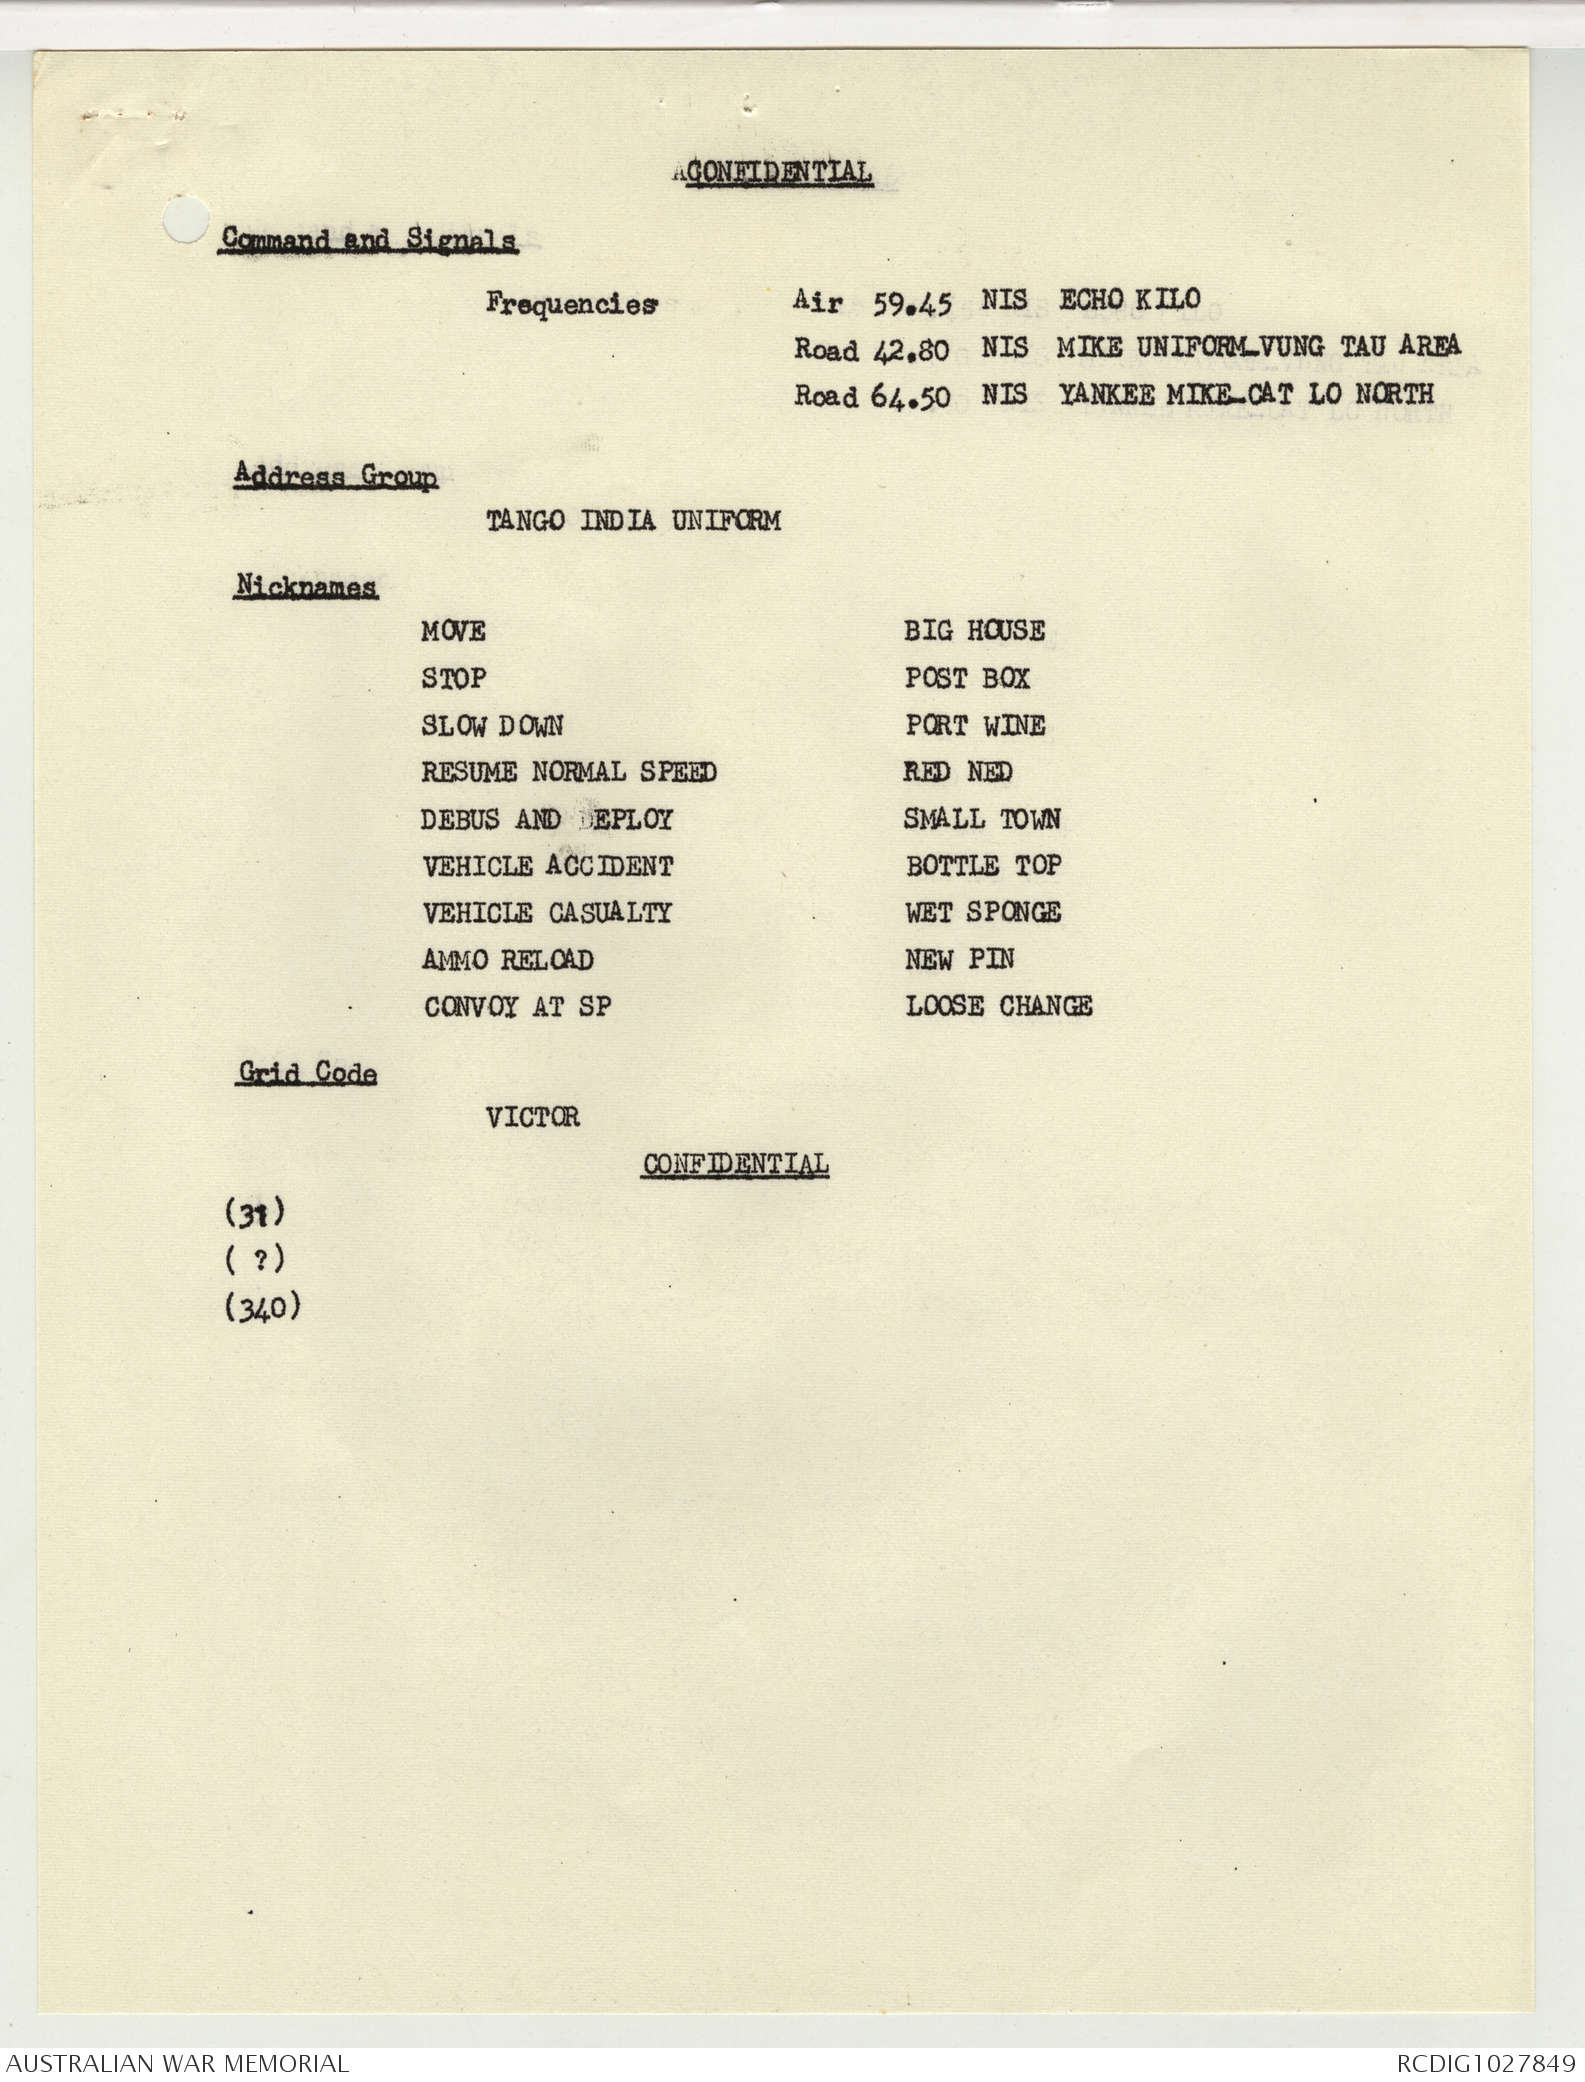 CONFIDENTIAL
Command and Signals
Frequencies Air 59.45 NIS ECHO KILO
Road 42.80 NIS MIKE UNIFORM-VUNG TAU AREA
Road 64.50 NIS YANKEE MIKE-CAT LO NORTH
Address Group
TANGO INDIA UNIFORM
Nicknames
MOVE BIG HOUSE
STOP POST BOX
SLOW DOWN PORT WINE
RESUME NORMAL SPEED RED NED
DEBUS AND DEPLOY SMALL TOWN
VEHICLE ACCIDENT BOTTLE TOP
VEHICLE CASUALTY WET SPONGE
AMMO RELOAD NEW PIN
CONVOY AT SP LOOSE CHANGE
Grid Code
VICTOR
CONFIDENTIAL
(31)
( ?)
(340)
AUSTRALIAN WAR MEMORIAL RCDIG1027849